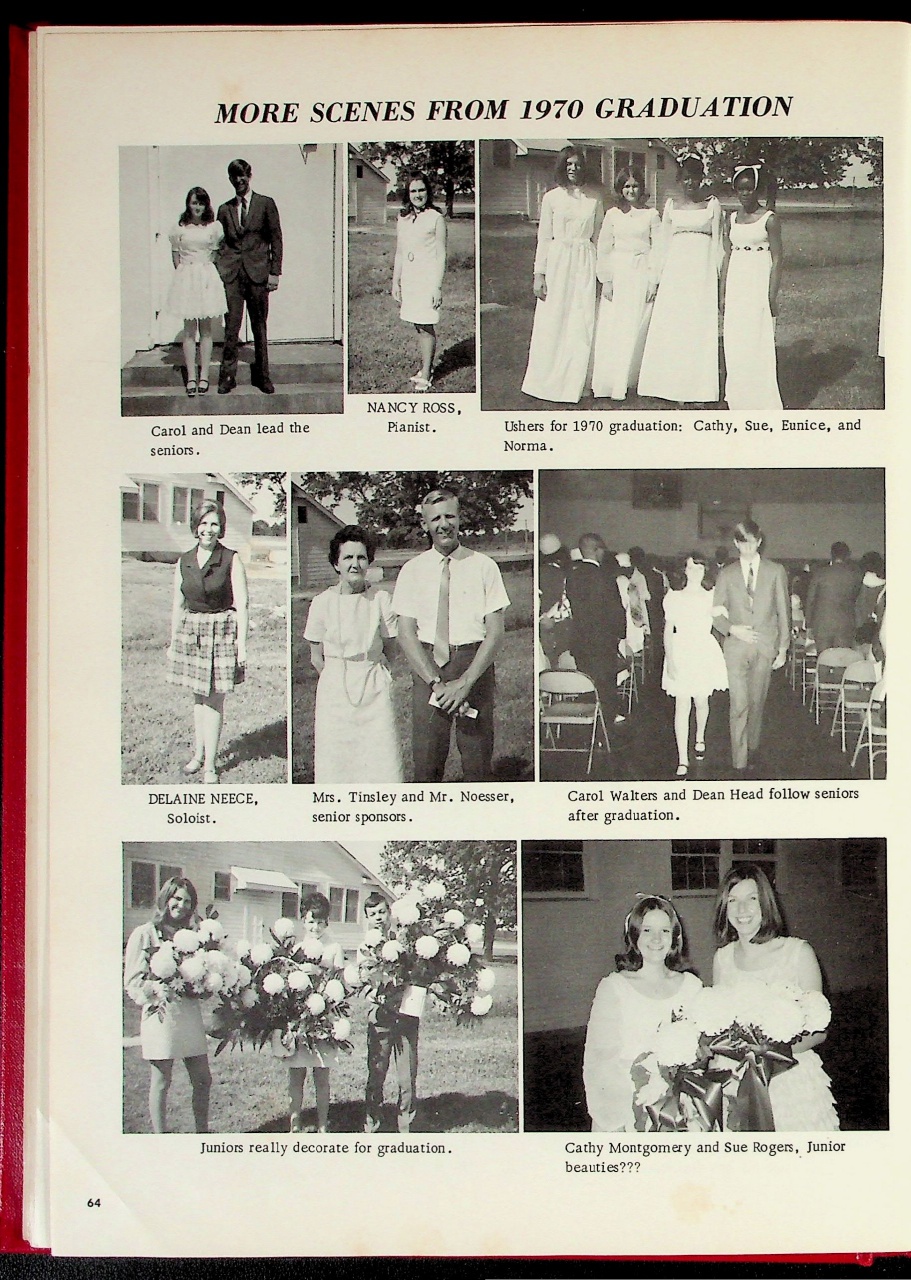 MORE SCENES FROM 1970 GRADUATION
Carol and Dean lead the
seniors.
NANCY ROSS,
Pianist.
Ushers for 1970 graduation: Cathy, Sue, Eunice, and
Norma.
DELAINE NEECE,
Soloist.
Mrs. Tinsley and Mr. Noesser,
senior sponsors.
Carol Walters and Dean Head follow seniors
after graduation.
Juniors really decorate for graduation.
Cathy Montgomery and Sue Rogers, Junior
beauties???
64